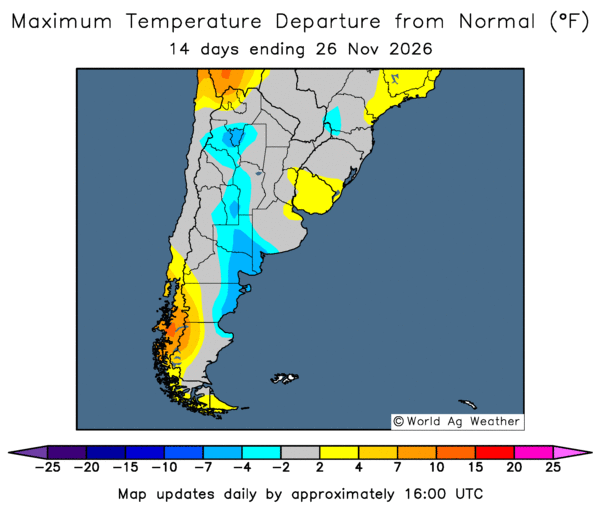 Maximum Temperature Departure from Normal (°F)
14 days ending 26 Nov 2026
© World Ag Weather
-25 -20 -15 -10 -7 -4 -2 2 4 7 10 15 20 25
Map updates daily by approximately 16:00 UTC